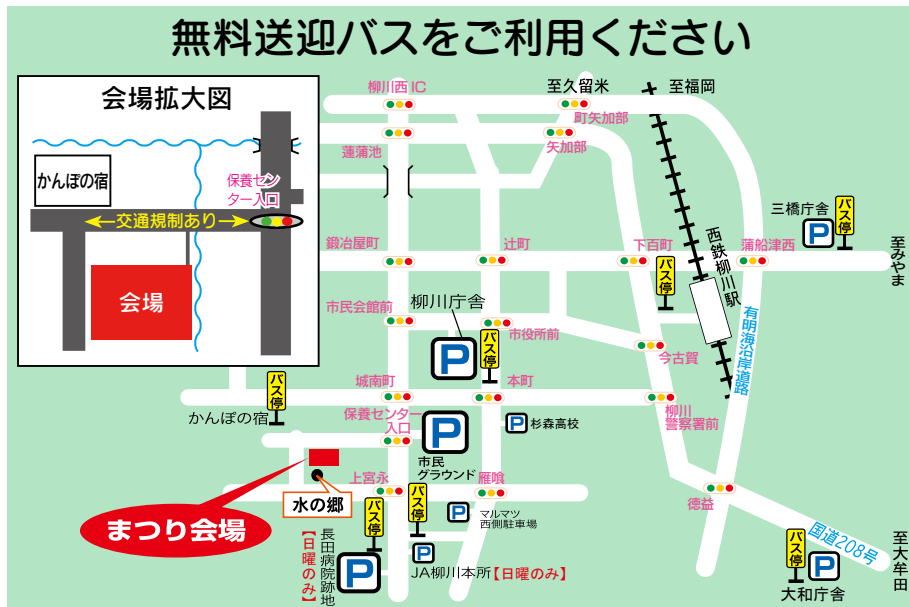 無料送迎バスをご利用ください
会場拡大図
かんぽの宿
保養セン
ター入口
交通規制あり
会場
柳川西IC
至久留米
至福岡
町矢加部
蓮蒲池
矢加部
三橋庁舎
P
バス停
至みやま
鍛冶屋町
辻町
下百町
バス停
西鉄柳川駅
蒲船津西
市民会館前
柳川庁舎
P
バス停
市役所前
有明海沿岸道路
今古賀
城南町
本町
バス停
かんぽの宿
保養センター
入口
P
市民
グラウンド
P
杉森高校
柳川
警察署前
上宮永
バス停
雁喰
徳益
水の郷
まつり会場
バス停
P
マルマツ
西側駐車場
国道208号
至大牟田
長田病院跡地
【日曜のみ】
P
P
JA柳川本所【日曜のみ】
バス停
P
大和庁舎